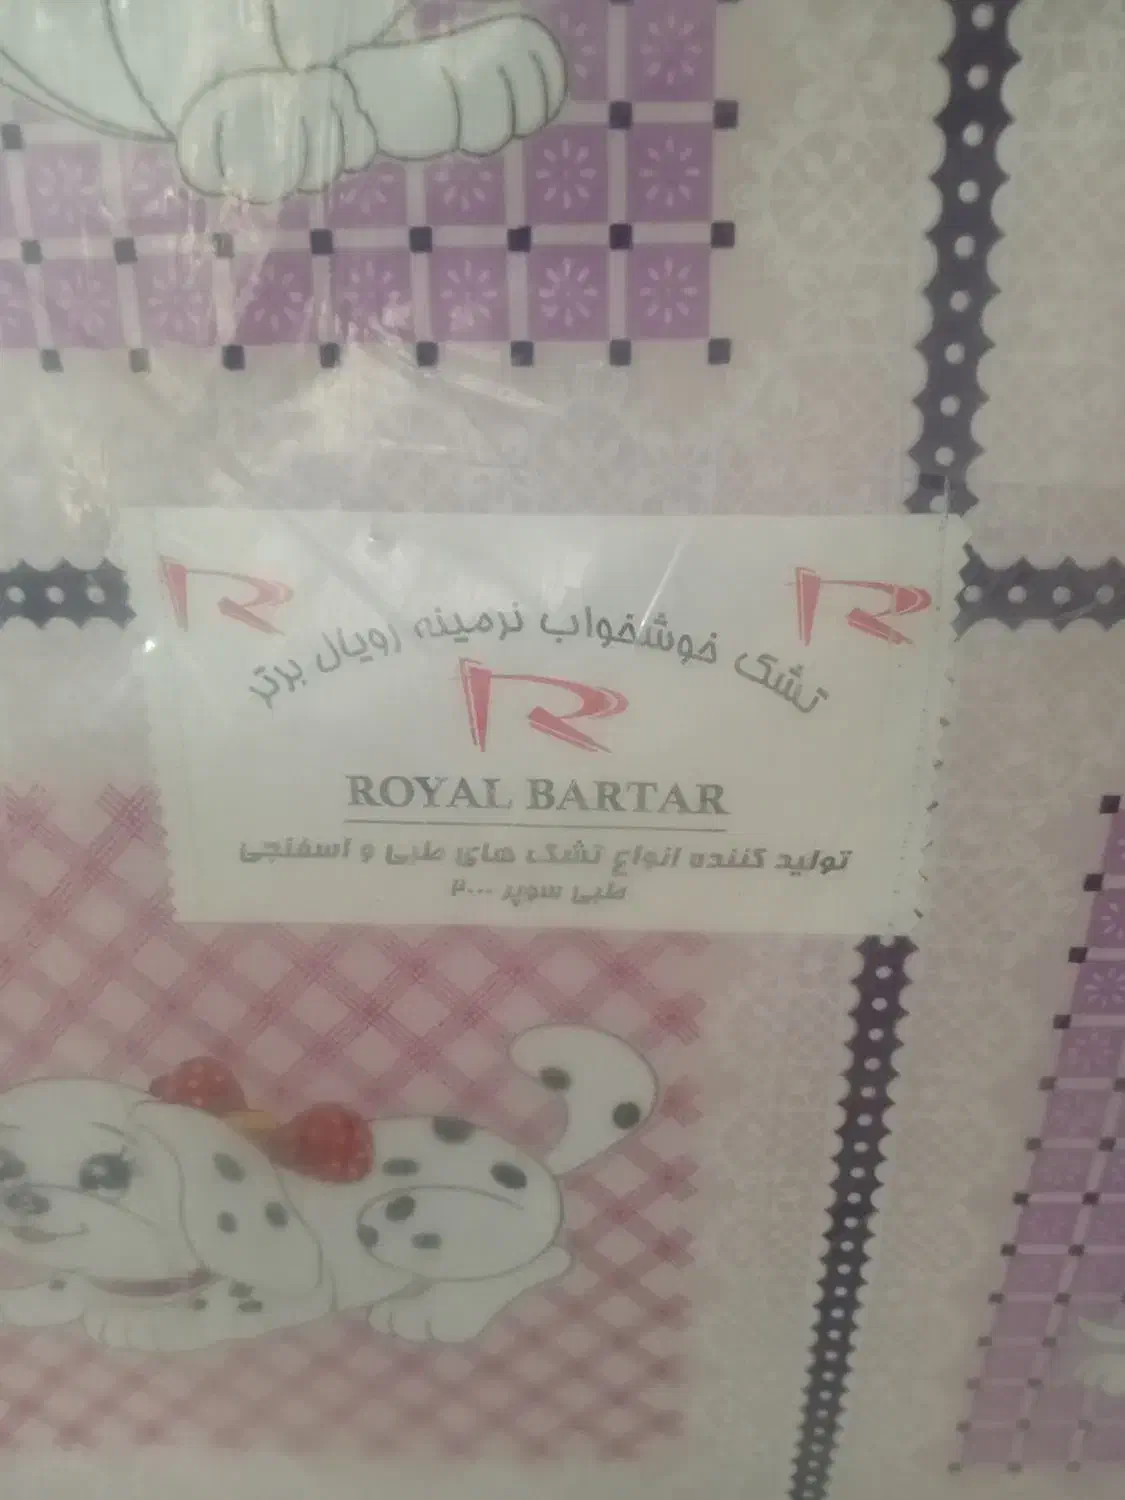 R R
تشک خوشخواب نرمینه رویال برتر
R
ROYAL BARTAR
تولید کننده انواع تشک های طبی و اسفنجی
طبی سوپر ۲۰۰۰